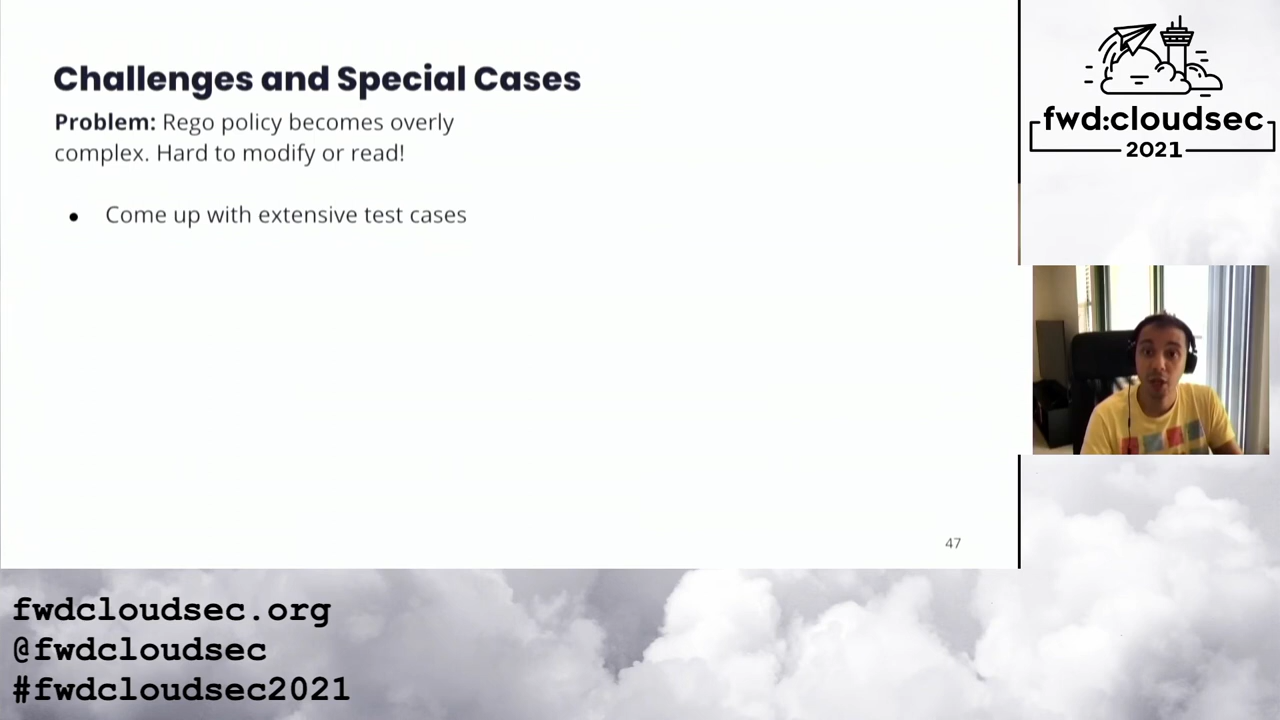 Challenges and Special Cases
Problem: Rego policy becomes overly
complex. Hard to modify or read!
● Come up with extensive test cases
47
fwd:cloudsec
2021
fwdcloudsec.org
@fwdcloudsec
#fwdcloudsec2021